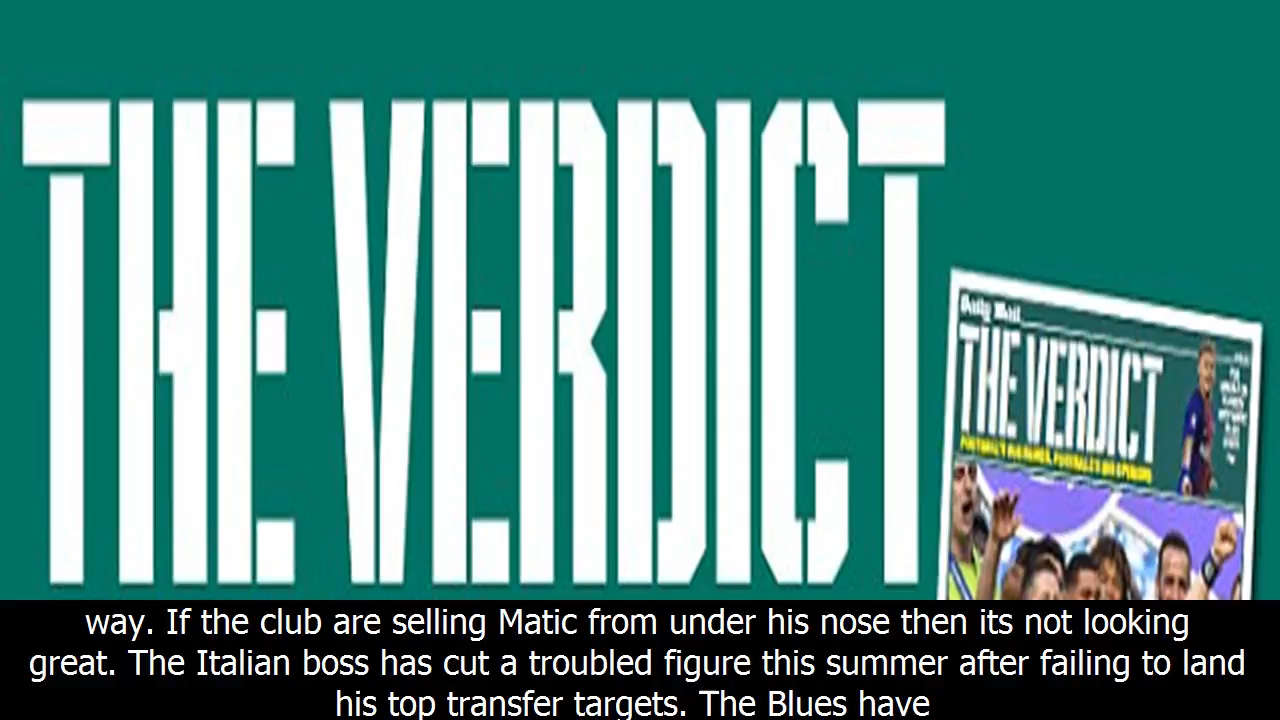 THE VERDICT
Daily Mail
THE VERDICT
way. If the club are selling Matic from under his nose then its not looking
great. The Italian boss has cut a troubled figure this summer after failing to land
his top transfer targets. The Blues have